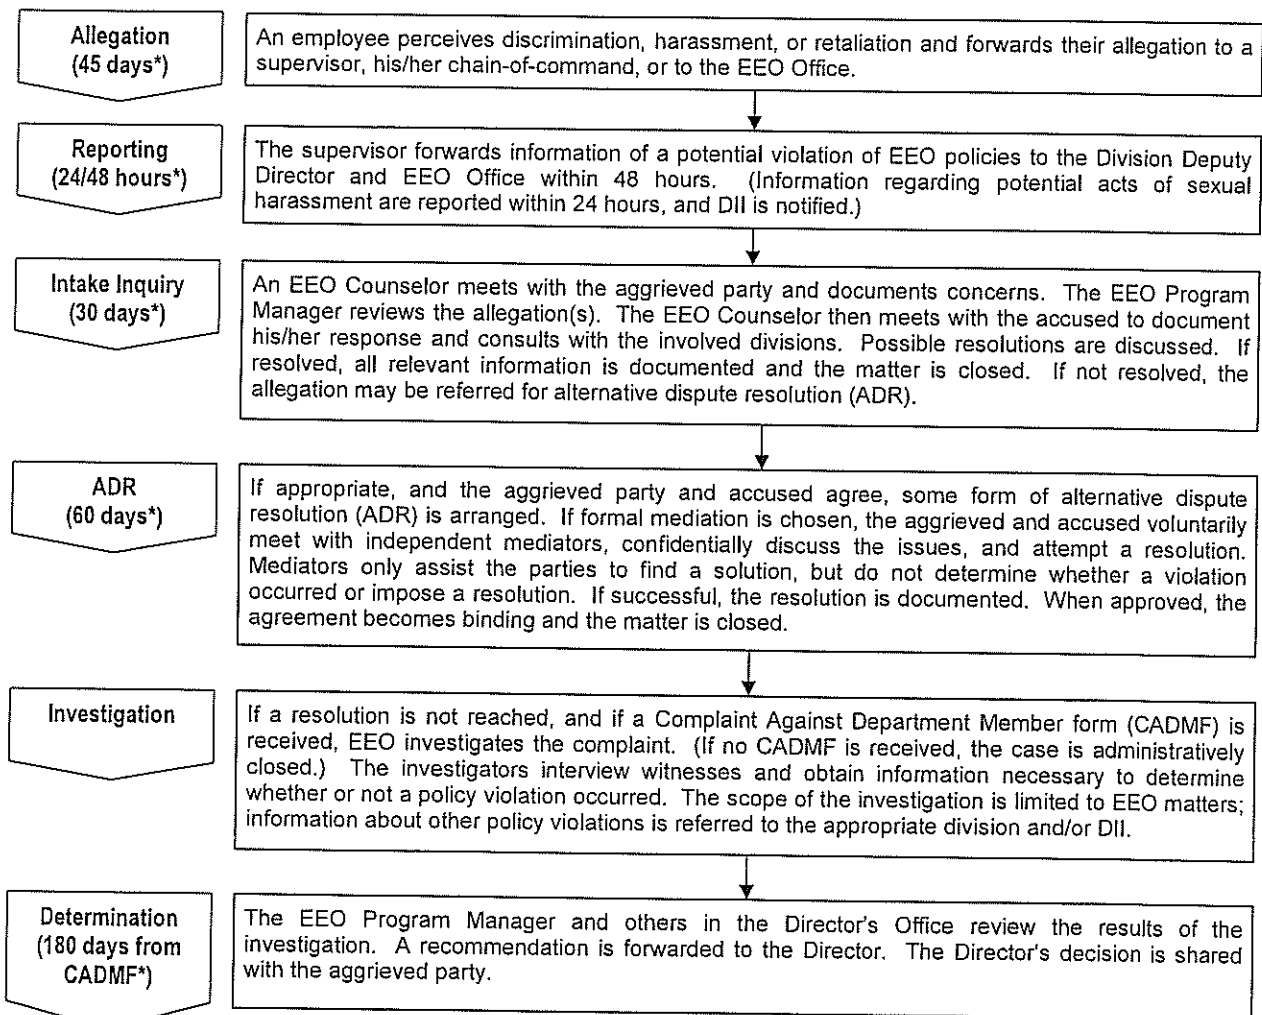 Allegation
(45 days*)
An employee perceives discrimination, harassment, or retaliation and forwards their allegation to a
supervisor, his/her chain-of-command, or to the EEO Office.
Reporting
(24/48 hours*)
The supervisor forwards information of a potential violation of EEO policies to the Division Deputy
Director and EEO Office within 48 hours. (Information regarding potential acts of sexual
harassment are reported within 24 hours, and DII is notified.)
Intake Inquiry
(30 days*)
An EEO Counselor meets with the aggrieved party and documents concerns. The EEO Program
Manager reviews the allegation(s). The EEO Counselor then meets with the accused to document
his/her response and consults with the involved divisions. Possible resolutions are discussed. If
resolved, all relevant information is documented and the matter is closed. If not resolved, the
allegation may be referred for alternative dispute resolution (ADR).
ADR
(60 days*)
If appropriate, and the aggrieved party and accused agree, some form of alternative dispute
resolution (ADR) is arranged. If formal mediation is chosen, the aggrieved and accused voluntarily
meet with independent mediators, confidentially discuss the issues, and attempt a resolution.
Mediators only assist the parties to find a solution, but do not determine whether a violation
occurred or impose a resolution. If successful, the resolution is documented. When approved, the
agreement becomes binding and the matter is closed.
Investigation
If a resolution is not reached, and if a Complaint Against Department Member form (CADMF) is
received, EEO investigates the complaint. (If no CADMF is received, the case is administratively
closed.) The investigators interview witnesses and obtain information necessary to determine
whether or not a policy violation occurred. The scope of the investigation is limited to EEO matters;
information about other policy violations is referred to the appropriate division and/or DII.
Determination
(180 days from
CADMF*)
The EEO Program Manager and others in the Director's Office review the results of the
investigation. A recommendation is forwarded to the Director. The Director's decision is shared
with the aggrieved party.